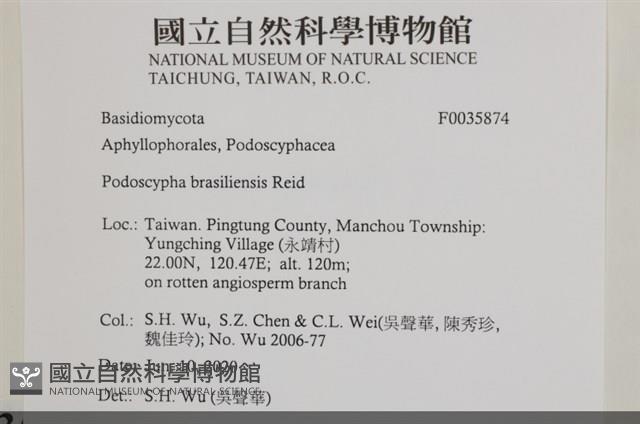 國立自然科學博物館
NATIONAL MUSEUM OF NATURAL SCIENCE
TAICHUNG, TAIWAN, R.O.C.
Basidiomycota F0035874
Aphyllophorales, Podoscyphacea
Podoscypha brasiliensis Reid
Loc.: Taiwan. Pingtung County, Manchou Township:
Yungching Village (永靖村)
22.00N, 120.47E; alt. 120m;
on rotten angiosperm branch
Col.: S.H. Wu, S.Z. Chen & C.L. Wei(吳聲華, 陳秀珍,
魏佳玲); No. Wu 2006-77
Date: Jun 10, 2020
國立自然科學博物館
NATIONAL MUSEUM OF NATURAL SCIENCE
Det.: S.H. Wu (吳聲華)